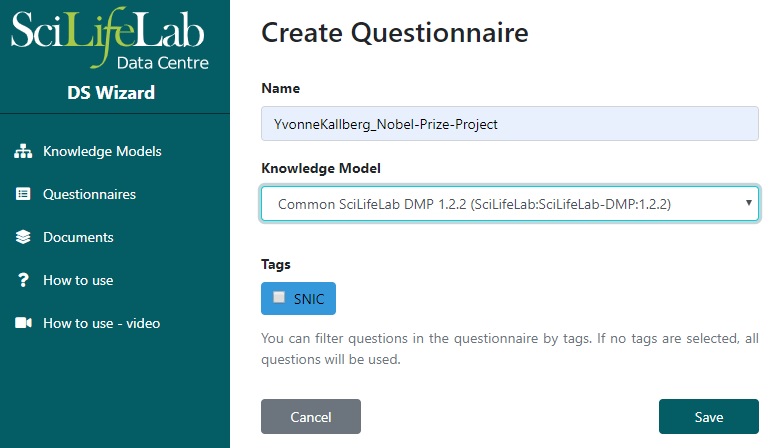 SciLifeLab
Data Centre
DS Wizard
Knowledge Models
Questionnaires
Documents
How to use
How to use - video
Create Questionnaire
Name
YvonneKallberg_Nobel-Prize-Project
Knowledge Model
Common SciLifeLab DMP 1.2.2 (SciLifeLab:SciLifeLab-DMP:1.2.2)
Tags
SNIC
You can filter questions in the questionnaire by tags. If no tags are selected, all
questions will be used.
Cancel
Save